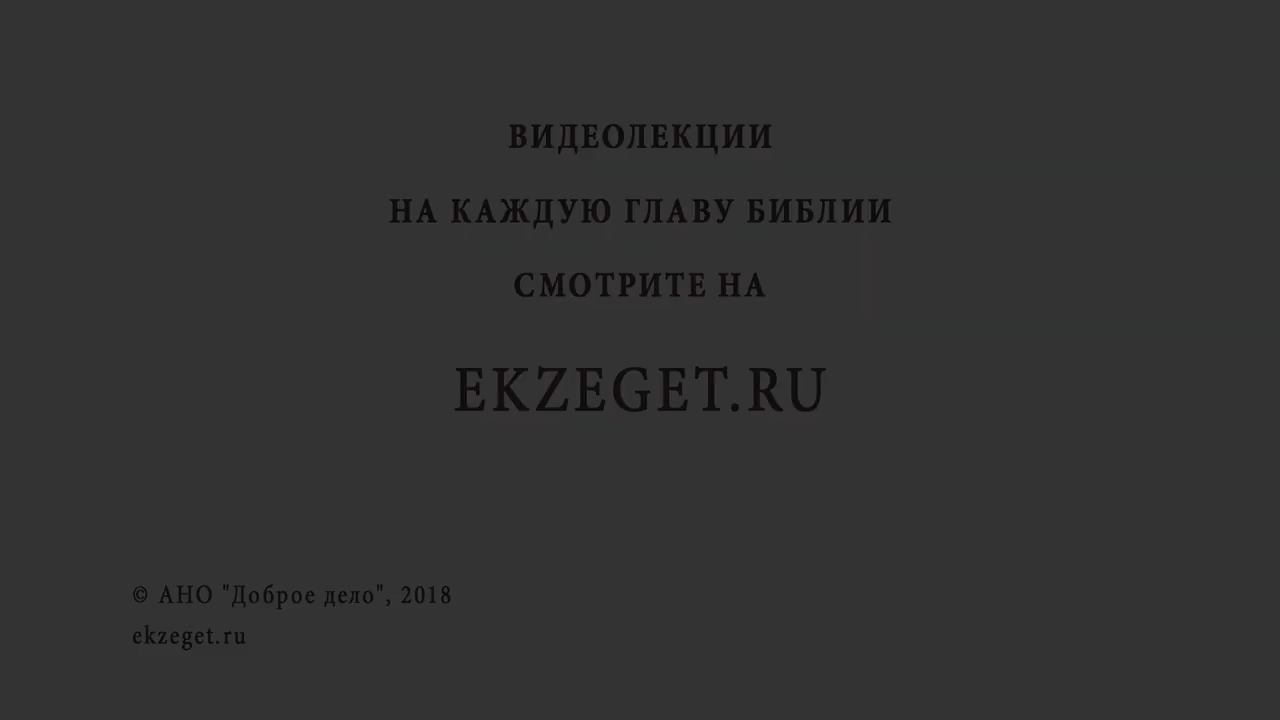 ВИДЕОЛЕКЦИИ
НА КАЖДУЮ ГЛАВУ БИБЛИИ
СМОТРИТЕ НА
EKZEGET.RU
© АНО "Доброе дело", 2018
ekzeget.ru